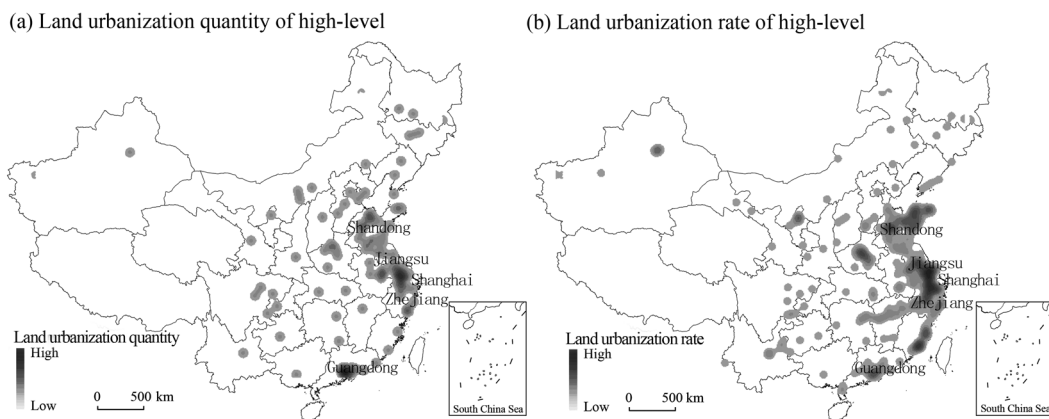 (a) Land urbanization quantity of high-level
Shandong
Jiangsu
Shanghai
Zhejiang
Guangdong
Land urbanization quantity
High
Low
0 500 km
South China Sea
(b) Land urbanization rate of high-level
Shandong
Jiangsu
Shanghai
Zhejiang
Guangdong
Land urbanization rate
High
Low
0 500 km
South China Sea